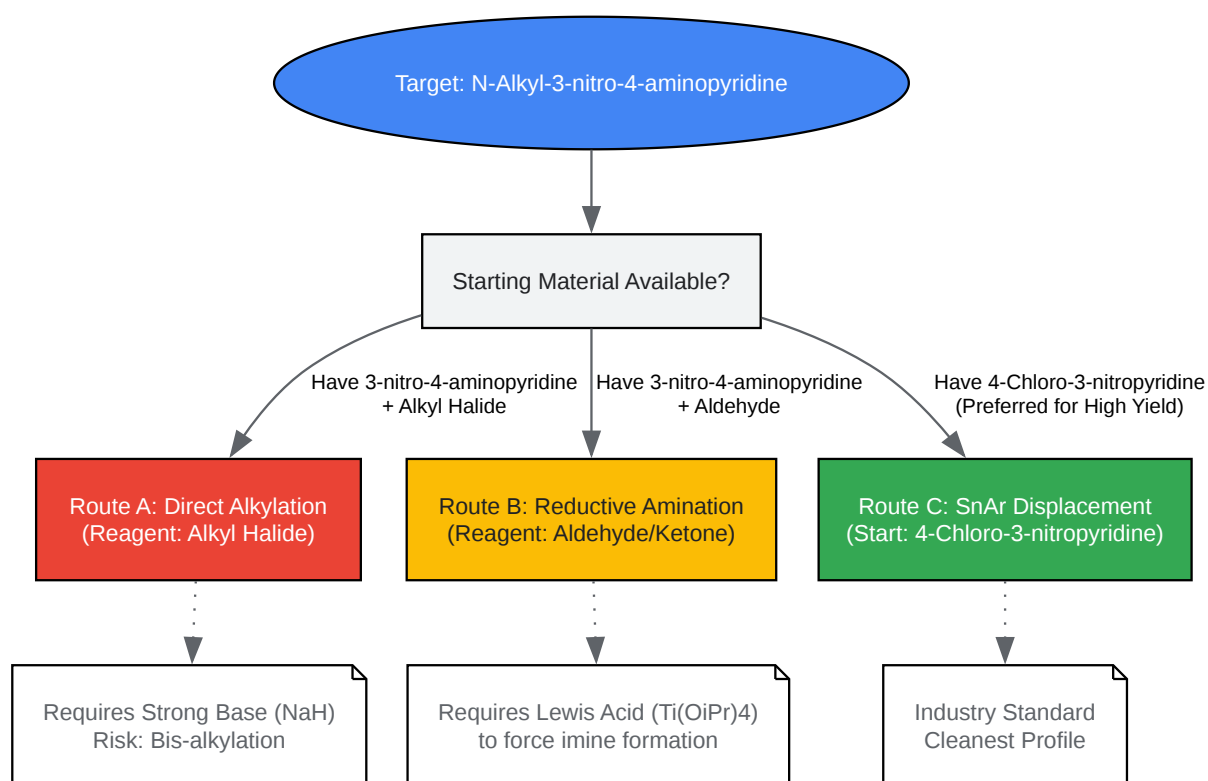 Target: N-Alkyl-3-nitro-4-aminopyridine
Starting Material Available?
Have 3-nitro-4-aminopyridine
+ Alkyl Halide
Have 3-nitro-4-aminopyridine
+ Aldehyde
Have 4-Chloro-3-nitropyridine
(Preferred for High Yield)
Route A: Direct Alkylation
(Reagent: Alkyl Halide)
Route B: Reductive Amination
(Reagent: Aldehyde/Ketone)
Route C: SnAr Displacement
(Start: 4-Chloro-3-nitropyridine)
Requires Strong Base (NaH)
Risk: Bis-alkylation
Requires Lewis Acid (Ti(OiPr)4)
to force imine formation
Industry Standard
Cleanest Profile